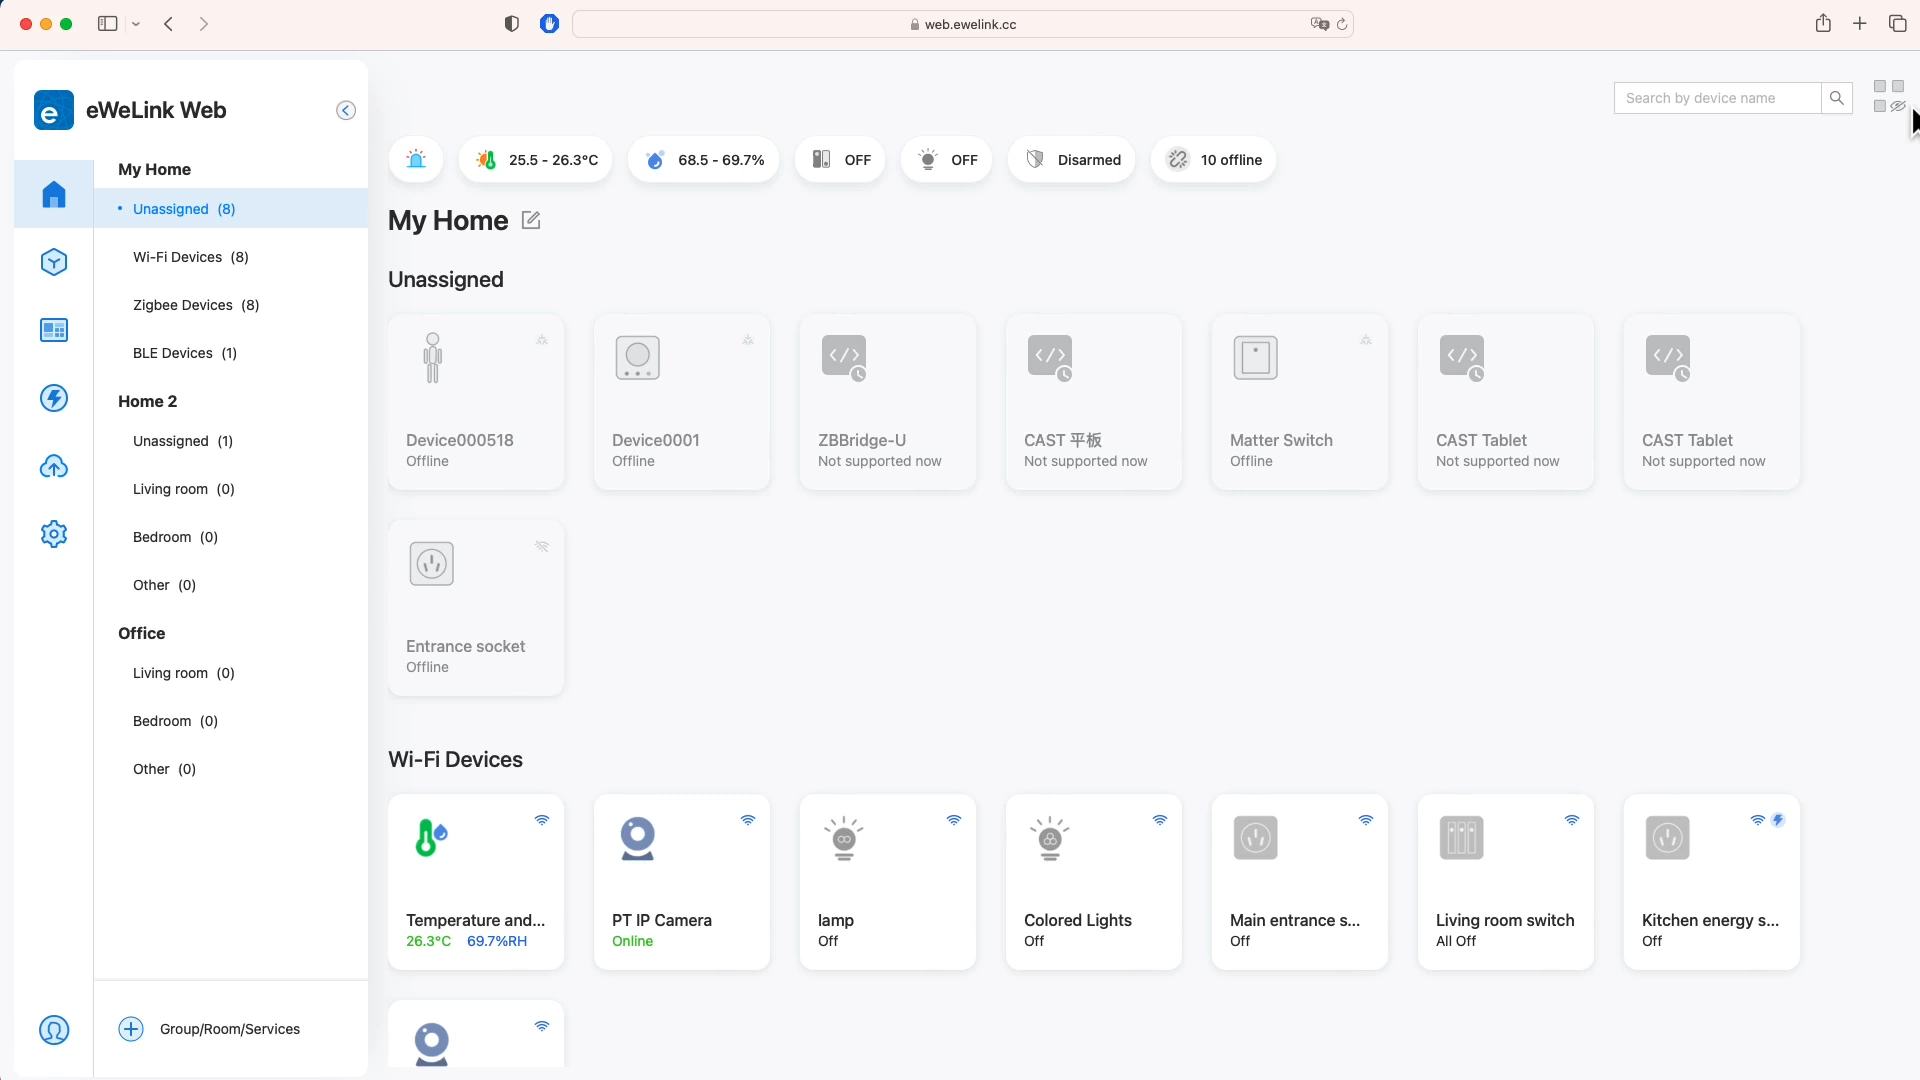 web.ewelink.cc
e
eWeLink Web
Search by device name
25.5 - 26.3°C
68.5 - 69.7%
OFF
OFF
Disarmed
10 offline
My Home
Unassigned (8)
Wi-Fi Devices (8)
Zigbee Devices (8)
BLE Devices (1)
Home 2
Unassigned (1)
Living room (0)
Bedroom (0)
Other (0)
Office
Living room (0)
Bedroom (0)
Other (0)
Group/Room/Services
My Home
Unassigned
Device000518
Offline
Device0001
Offline
ZBBridge-U
Not supported now
CAST 平板
Not supported now
Matter Switch
Offline
CAST Tablet
Not supported now
CAST Tablet
Not supported now
Entrance socket
Offline
Wi-Fi Devices
Temperature and...
26.3°C 69.7%RH
PT IP Camera
Online
lamp
Off
Colored Lights
Off
Main entrance s...
Off
Living room switch
All Off
Kitchen energy s...
Off